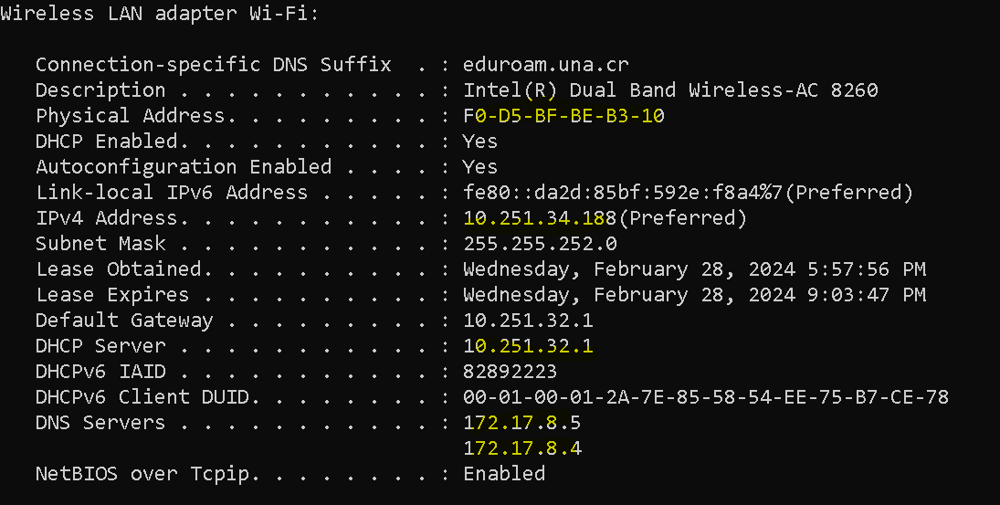 Wireless LAN adapter Wi-Fi:
Connection-specific DNS Suffix  . : eduroam.una.cr
Description . . . . . . . . . . . : Intel(R) Dual Band Wireless-AC 8260
Physical Address. . . . . . . . . : F0-D5-BF-BE-B3-10
DHCP Enabled. . . . . . . . . . . : Yes
Autoconfiguration Enabled . . . . : Yes
Link-local IPv6 Address . . . . . : fe80::da2d:85bf:592e:f8a4%7(Preferred)
IPv4 Address. . . . . . . . . . . : 10.251.34.188(Preferred)
Subnet Mask . . . . . . . . . . . : 255.255.252.0
Lease Obtained. . . . . . . . . . : Wednesday, February 28, 2024 5:57:56 PM
Lease Expires . . . . . . . . . . : Wednesday, February 28, 2024 9:03:47 PM
Default Gateway . . . . . . . . . : 10.251.32.1
DHCP Server . . . . . . . . . . . : 10.251.32.1
DHCPv6 IAID . . . . . . . . . . . : 82892223
DHCPv6 Client DUID. . . . . . . . : 00-01-00-01-2A-7E-85-58-54-EE-75-B7-CE-78
DNS Servers . . . . . . . . . . . : 172.17.8.5
172.17.8.4
NetBIOS over Tcpip. . . . . . . . : Enabled